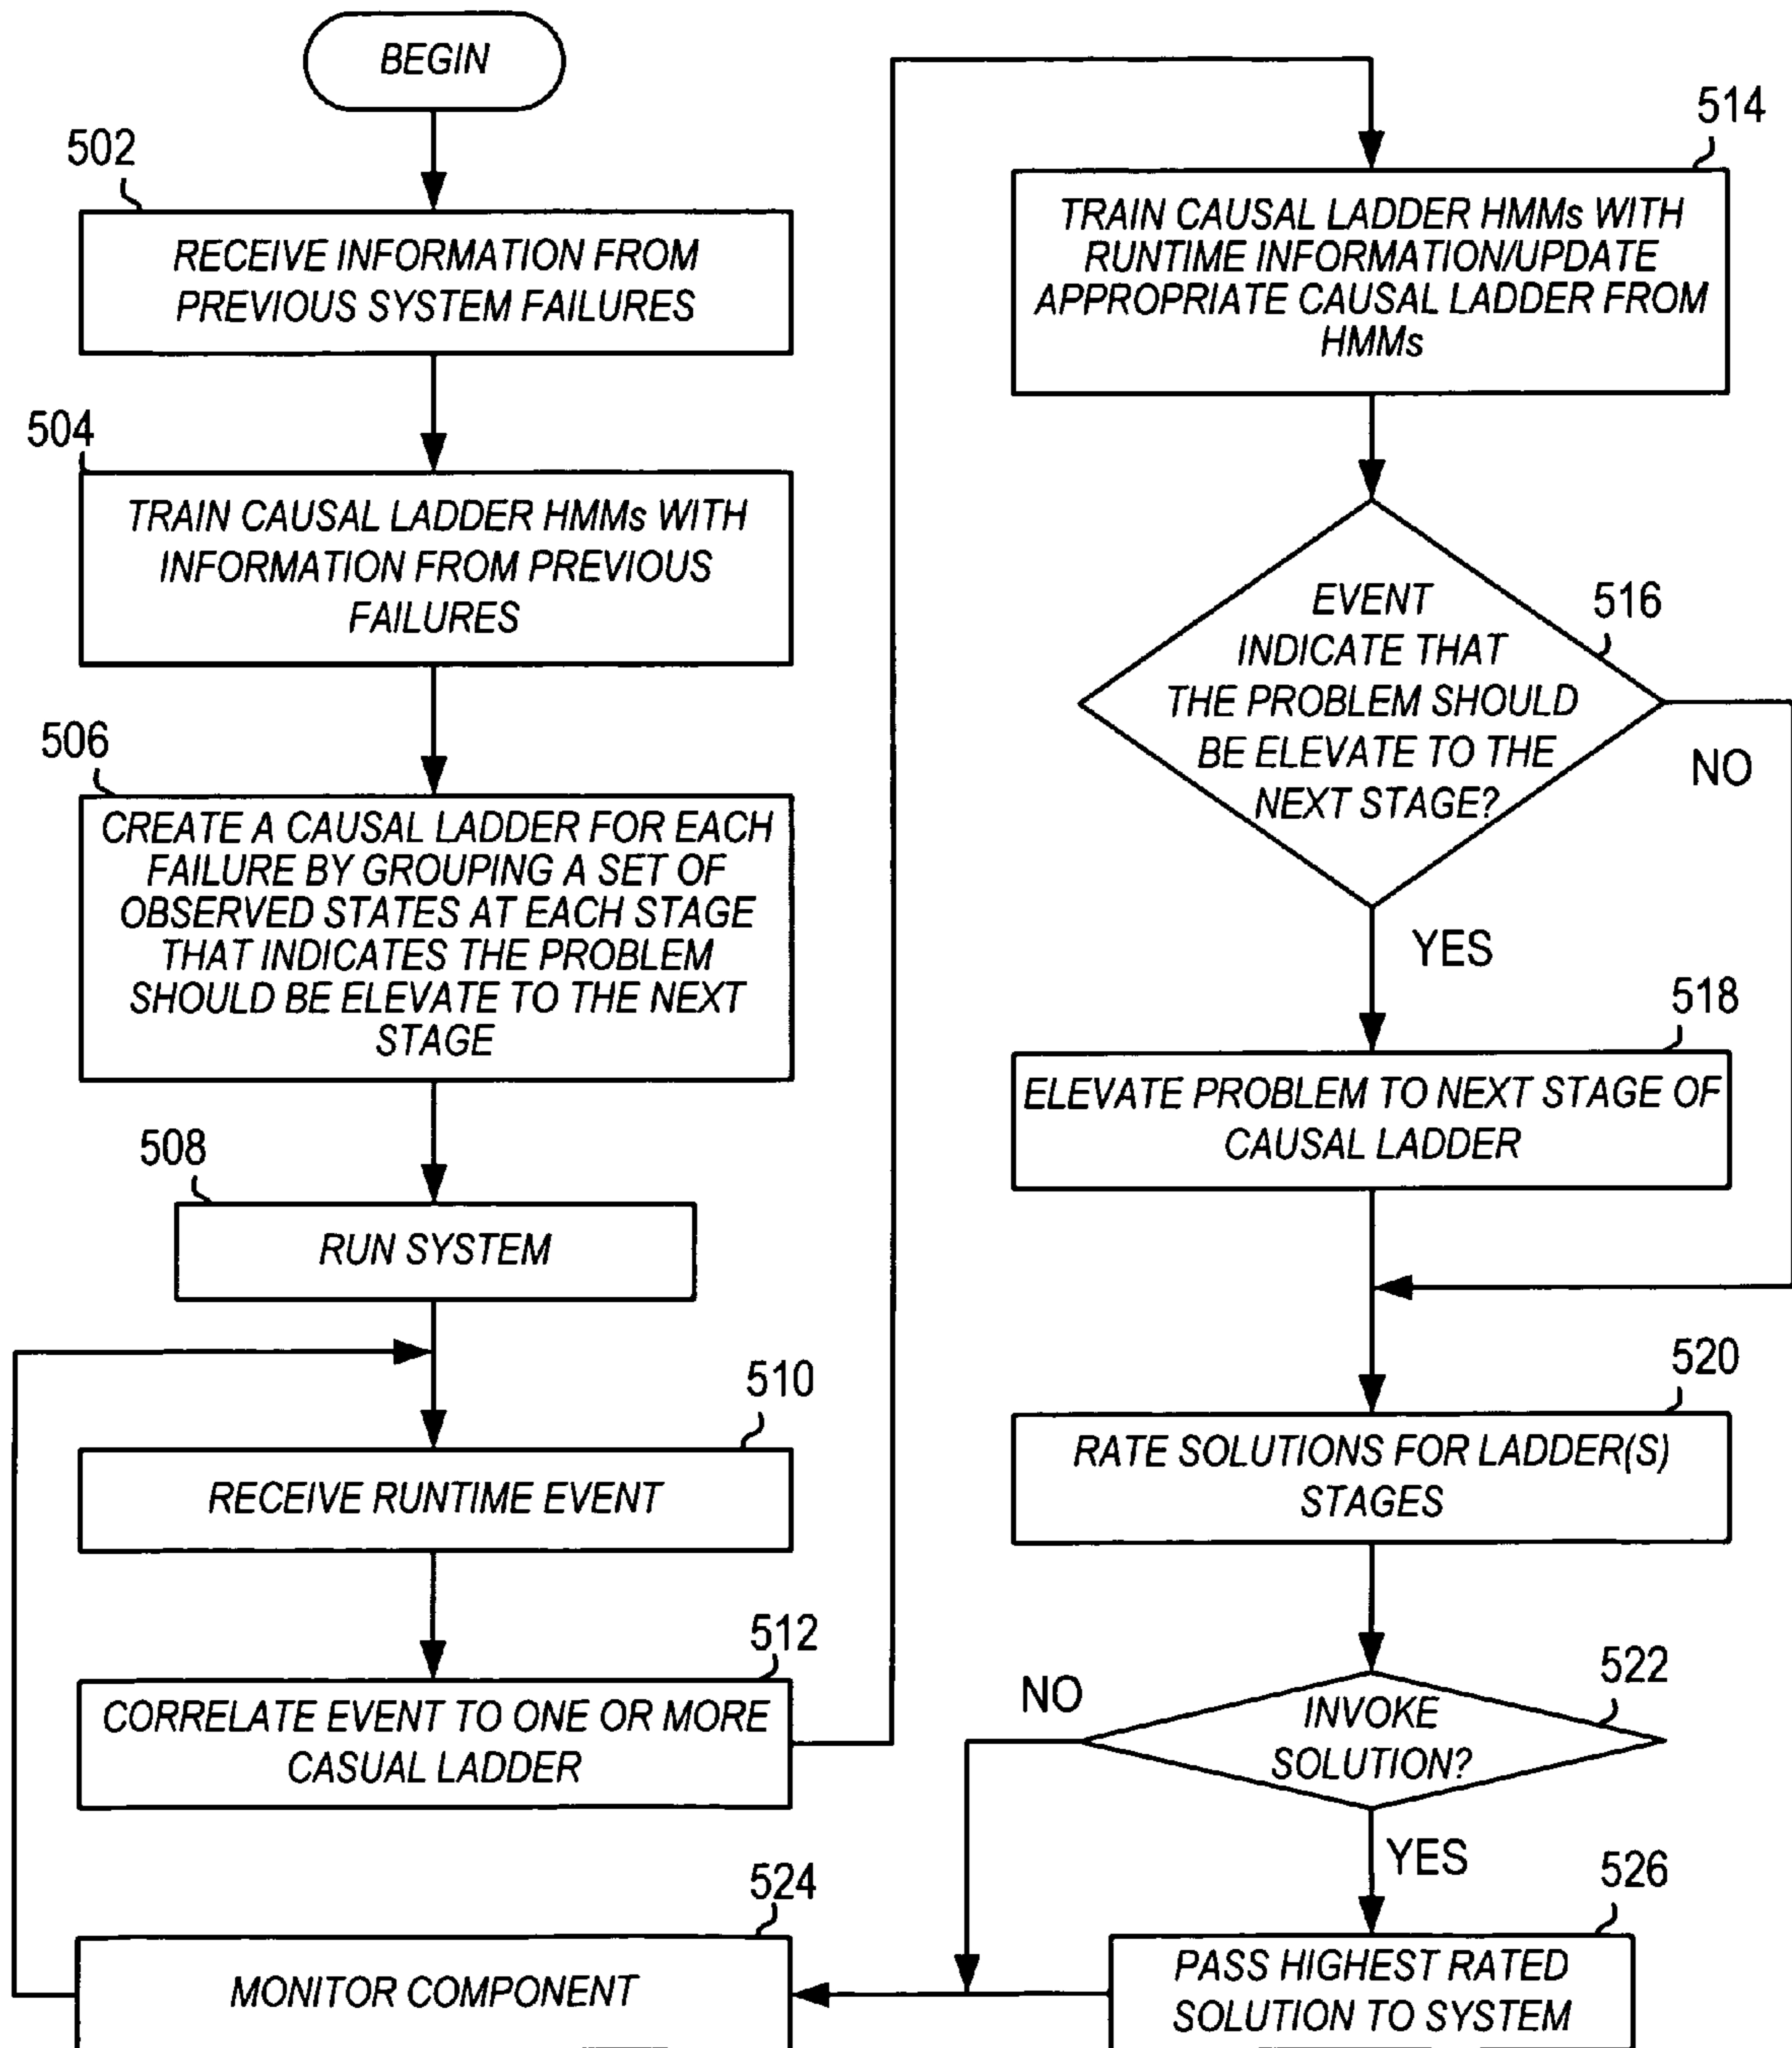 BEGIN
502
RECEIVE INFORMATION FROM
PREVIOUS SYSTEM FAILURES
504
TRAIN CAUSAL LADDER HMMs WITH
INFORMATION FROM PREVIOUS
FAILURES
506
CREATE A CAUSAL LADDER FOR EACH
FAILURE BY GROUPING A SET OF
OBSERVED STATES AT EACH STAGE
THAT INDICATES THE PROBLEM
SHOULD BE ELEVATE TO THE NEXT
STAGE
508
RUN SYSTEM
510
RECEIVE RUNTIME EVENT
512
CORRELATE EVENT TO ONE OR MORE
CASUAL LADDER
514
TRAIN CAUSAL LADDER HMMs WITH
RUNTIME INFORMATION/UPDATE
APPROPRIATE CAUSAL LADDER FROM
HMMs
516
EVENT
INDICATE THAT
THE PROBLEM SHOULD
BE ELEVATE TO THE
NEXT STAGE?
NO
YES
518
ELEVATE PROBLEM TO NEXT STAGE OF
CAUSAL LADDER
520
RATE SOLUTIONS FOR LADDER(S)
STAGES
522
INVOKE
SOLUTION?
NO
YES
524
MONITOR COMPONENT
526
PASS HIGHEST RATED
SOLUTION TO SYSTEM